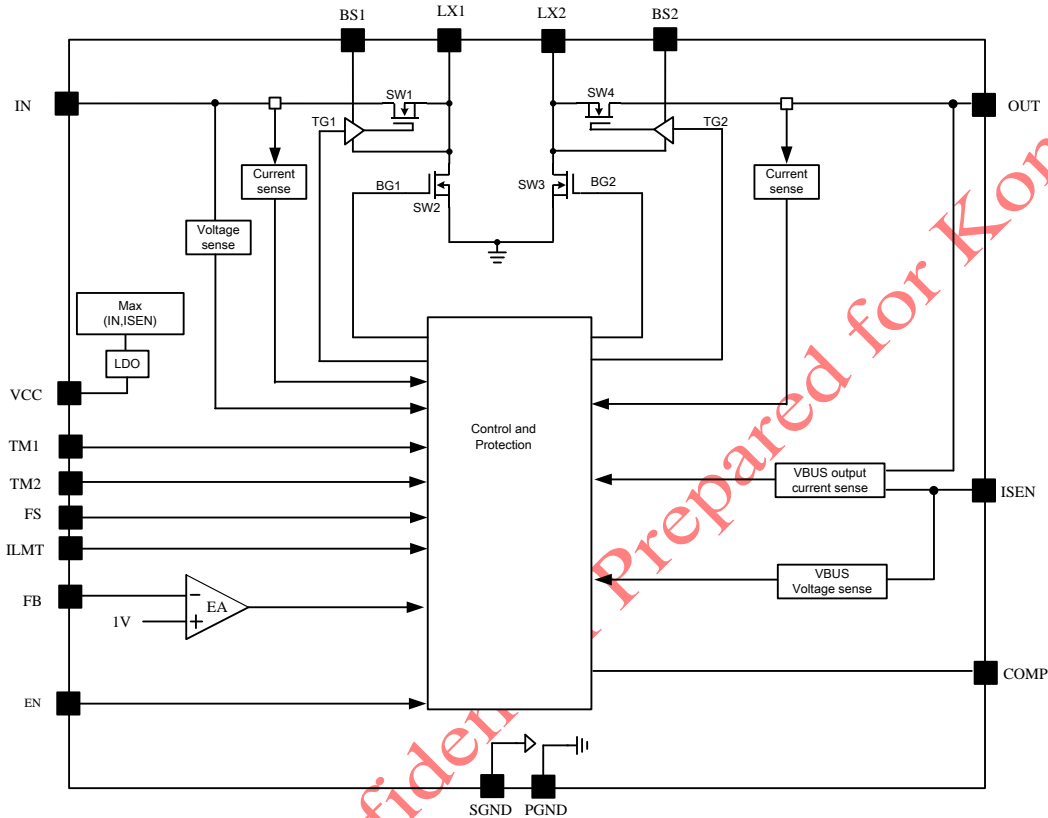 BS1
LX1
LX2
BS2
IN
SW1
SW4
OUT
TG1
TG2
Current
sense
BG1
SW2
SW3
BG2
Current
sense
Voltage
sense
Max
(IN,ISEN)
LDO
VCC
Control and
Protection
TM1
TM2
FS
ILMT
FB
EA
1V
EN
VBUS output
current sense
ISEN
VBUS
Voltage sense
COMP
SGND
PGND
Prepared for